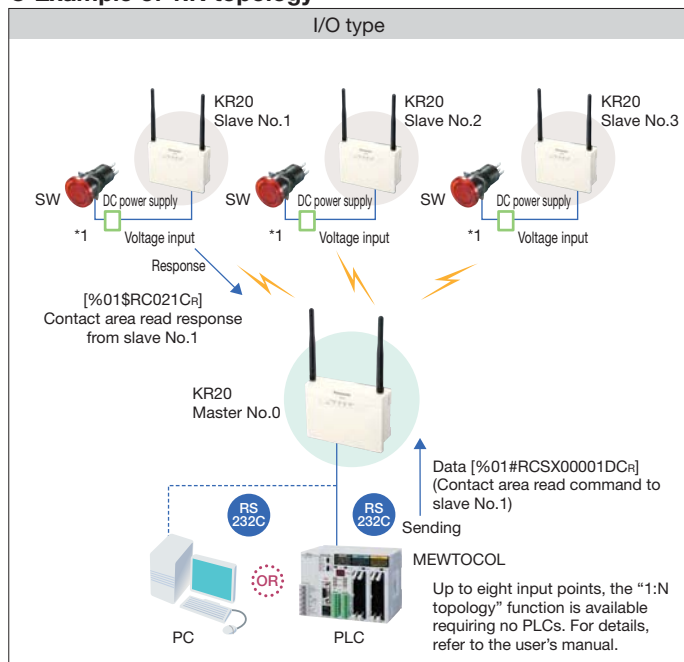 I/O type
KR20
Slave No.1
KR20
Slave No.2
KR20
Slave No.3
SW
DC power supply
*1
Voltage input
SW
DC power supply
*1
Voltage input
SW
DC power supply
*1
Voltage input
Response
[%01$RC021CR]
Contact area read response
from slave No.1
KR20
Master No.0
Data [%01#RCSX00001DCR]
(Contact area read command to
slave No.1)
RS
232C
RS
232C
Sending
MEWTOCOL
OR
PC
PLC
Up to eight input points, the “1:N
topology” function is available
requiring no PLCs. For details,
refer to the user’s manual.